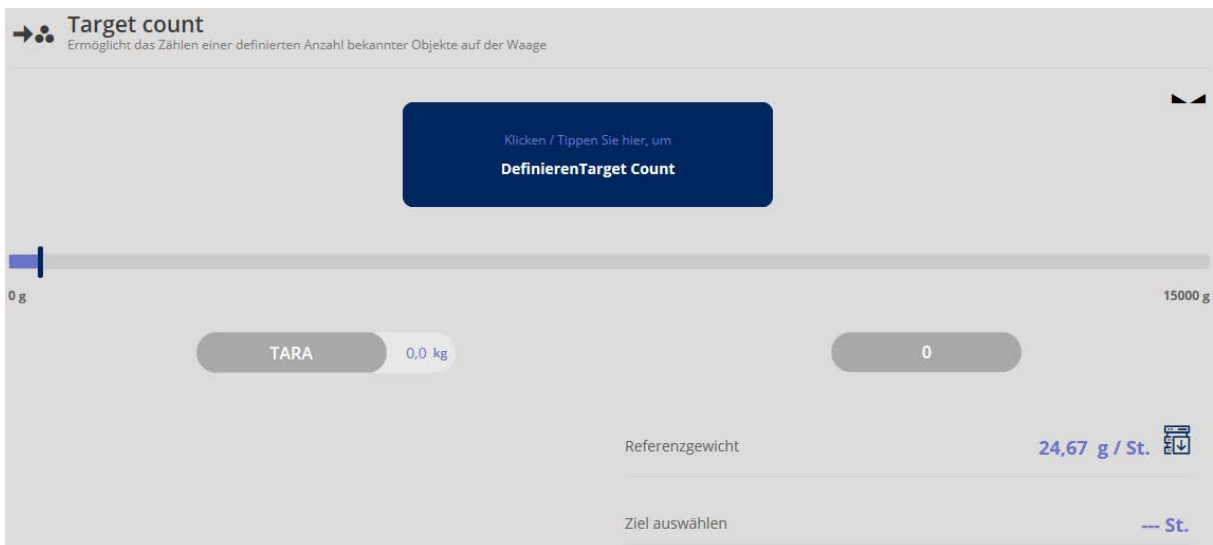 Target count
Ermöglicht das Zählen einer definierten Anzahl bekannter Objekte auf der Waage
Klicken / Tippen Sie hier, um
DefinierenTarget Count
0 g
15000 g
TARA
0,0 kg
0
Referenzgewicht
24,67 g / St.
Ziel auswählen
--- St.